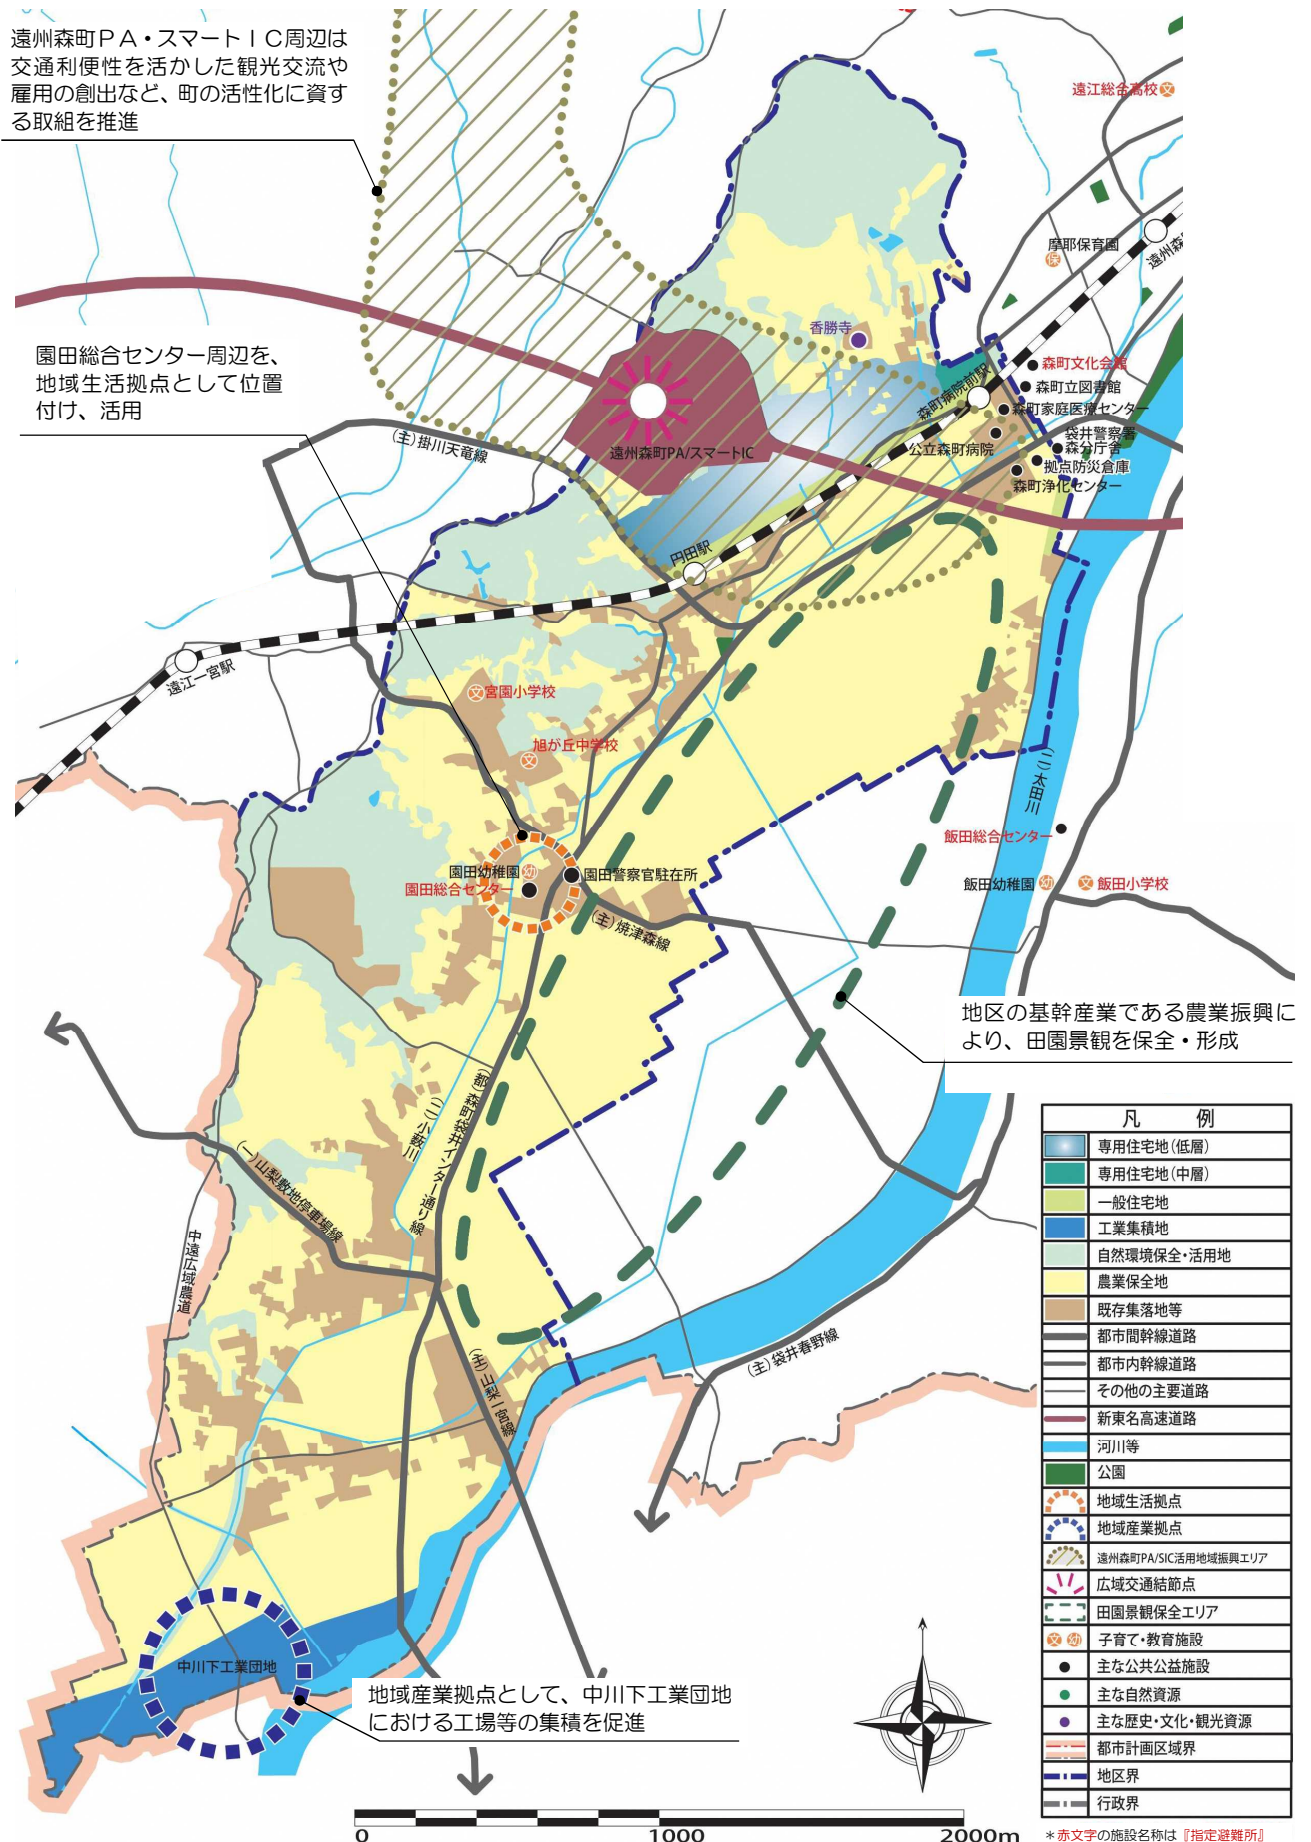 遠州森町PA・スマートIC周辺は
交通利便性を活かした観光交流や
雇用の創出など、町の活性化に資す
る取組を推進
遠江総合高校
文
摩耶保育園
保
遠州森
香勝寺
園田総合センター周辺を、
地域生活拠点として位置
付け、活用
森町文化会館
森町立図書館
森町病院前駅
森町家庭医療センター
袋井警察署
森分庁舎
公立森町病院
拠点防災倉庫
森町浄化センター
(主)掛川天竜線
遠州森町PA/スマートIC
円田駅
遠江一宮駅
文
宮園小学校
旭が丘中学校
文
(二)太田川
飯田総合センター
園田幼稚園
幼
園田警察官駐在所
園田総合センター
飯田幼稚園
幼
文
飯田小学校
(主)焼津森線
地区の基幹産業である農業振興に
より、田園景観を保全・形成
(都)森町袋井インター通り線
(二)小薮川
(一)山梨敷地停車場線
中遠広域農道
(主)袋井春野線
(主)山梨一宮線
中川下工業団地
地域産業拠点として、中川下工業団地
における工場等の集積を促進
凡 例
専用住宅地(低層)
専用住宅地(中層)
一般住宅地
工業集積地
自然環境保全・活用地
農業保全地
既存集落地等
都市間幹線道路
都市内幹線道路
その他の主要道路
新東名高速道路
河川等
公園
地域生活拠点
地域産業拠点
遠州森町PA/SIC活用地域振興エリア
広域交通結節点
田園景観保全エリア
文 幼 子育て・教育施設
主な公共公益施設
主な自然資源
主な歴史・文化・観光資源
都市計画区域界
地区界
行政界
0 1000 2000m
*赤文字の施設名称は『指定避難所』